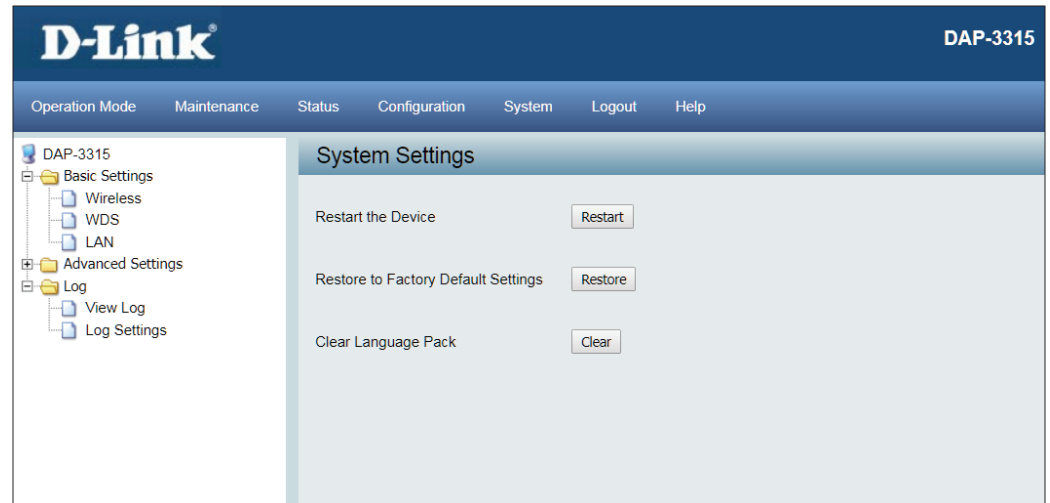 D-Link
DAP-3315
Operation Mode Maintenance Status Configuration System Logout Help
DAP-3315
Basic Settings
Wireless
WDS
LAN
Advanced Settings
Log
View Log
Log Settings
System Settings
Restart the Device Restart
Restore to Factory Default Settings Restore
Clear Language Pack Clear